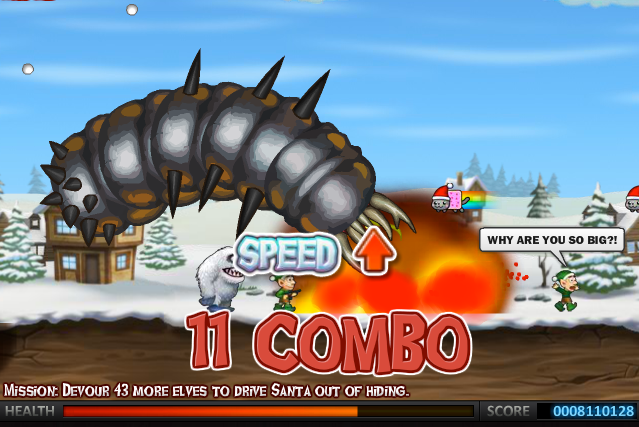 WHY ARE YOU SO BIG?!
SPEED
11 COMBO
Mission: Devour 43 more elves to drive Santa out of hiding.
HEALTH SCORE 0008110128